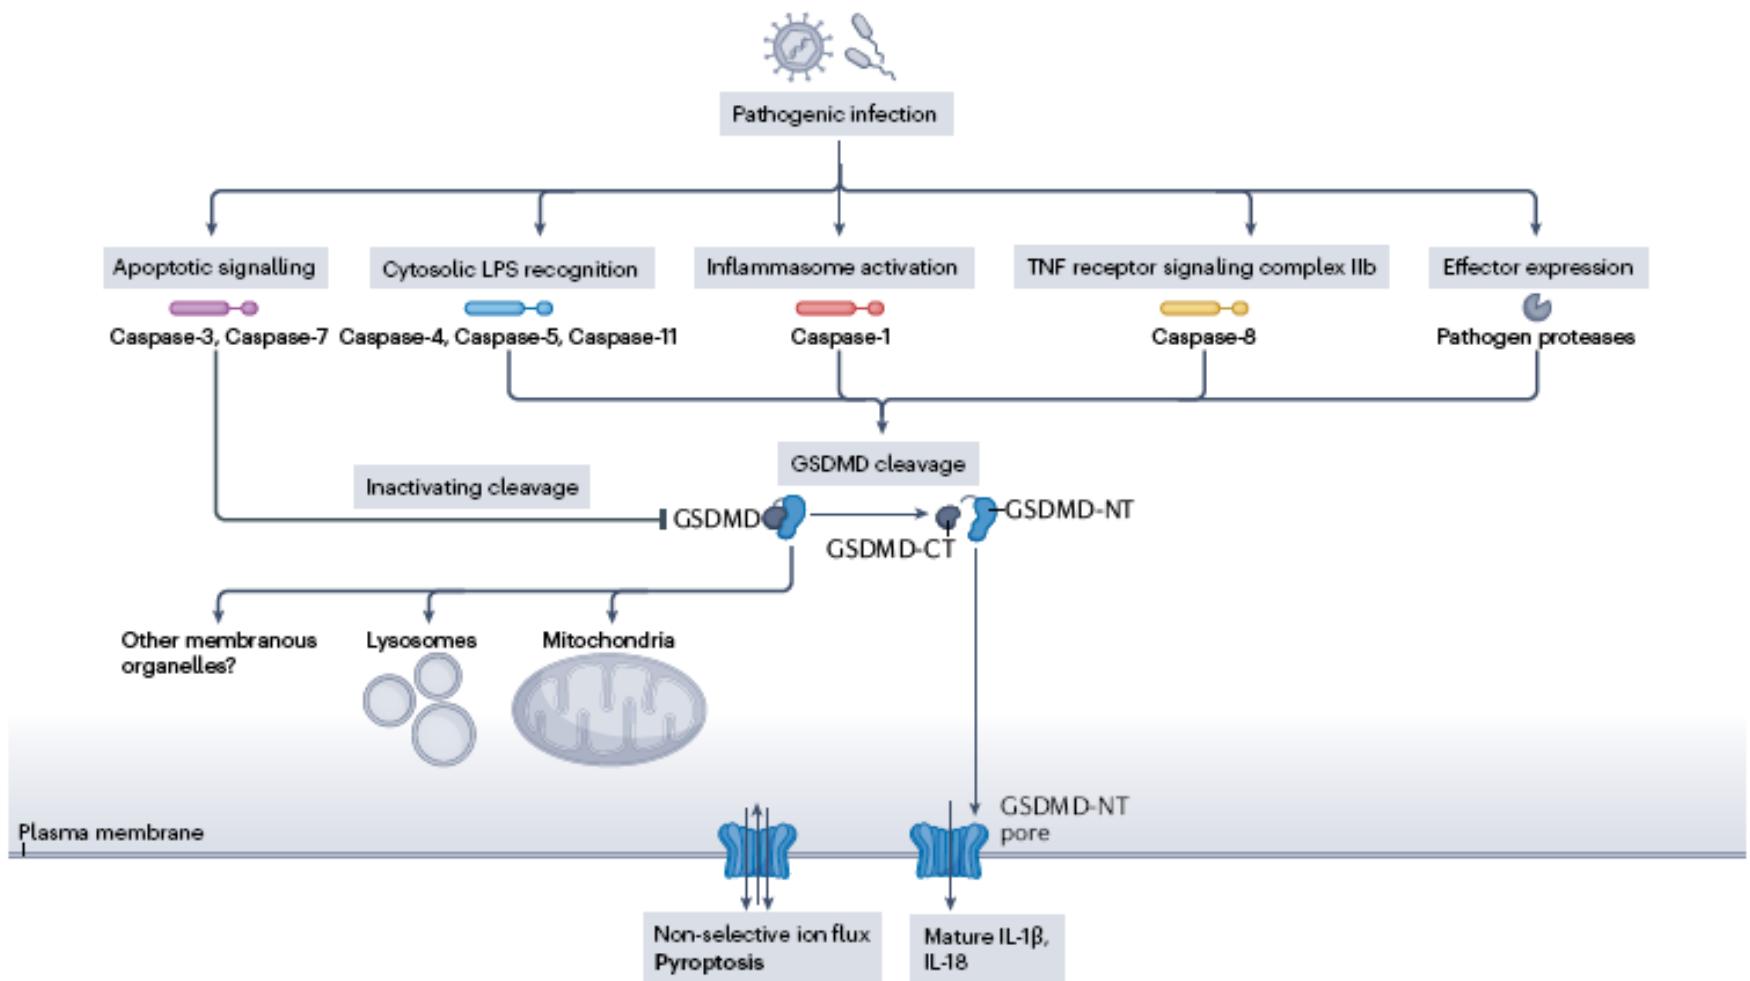 Pathogenic infection
Apoptotic signalling
Cytosolic LPS recognition
Inflammasome activation
TNF receptor signaling complex IIb
Effector expression
Caspase-3, Caspase-7
Caspase-4, Caspase-5, Caspase-11
Caspase-1
Caspase-8
Pathogen proteases
GSDMD cleavage
Inactivating cleavage
GSDMD
GSDMD-NT
GSDMD-CT
Other membranous
organelles?
Lysosomes
Mitochondria
GSDMD-NT
pore
Plasma membrane
Non-selective ion flux
Pyroptosis
Mature IL-1β,
IL-18